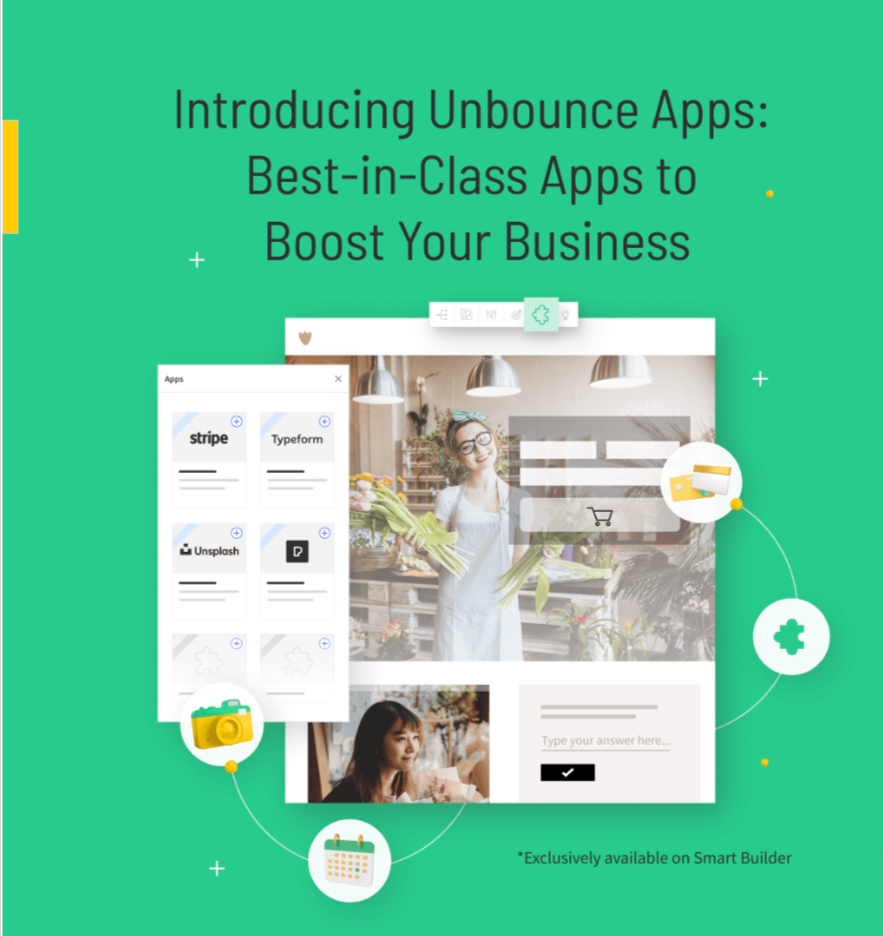 Introducing Unbounce Apps:
Best-in-Class Apps to
Boost Your Business
Apps
stripe
Typeform
Unsplash
Type your answer here...
*Exclusively available on Smart Builder